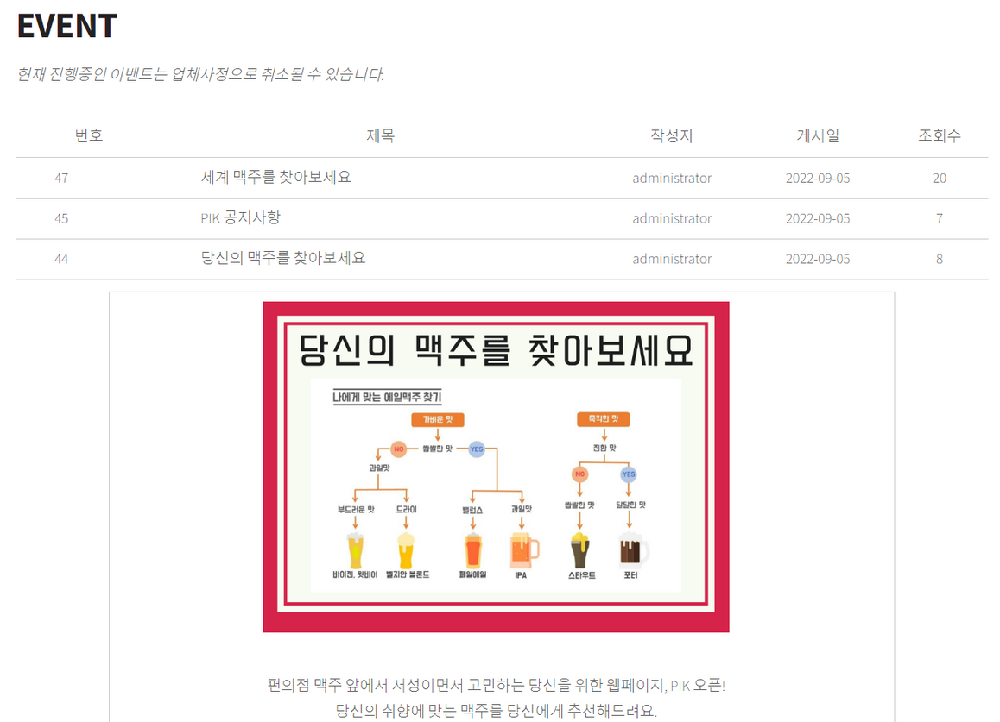 EVENT
현재 진행중인 이벤트는 업체사정으로 취소될 수 있습니다.
번호 제목 작성자 게시일 조회수
47 세계 맥주를 찾아보세요 administrator 2022-09-05 20
45 PIK 공지사항 administrator 2022-09-05 7
44 당신의 맥주를 찾아보세요 administrator 2022-09-05 8
당신의 맥주를 찾아보세요
나에게 맞는 에일맥주 찾기
가벼운 맛 묵직한 맛
NO 쌉쌀한 맛 YES 진한 맛
과일맛 NO YES
부드러운 맛 드라이 밸런스 과일맛 쌉쌀한 맛 달달한 맛
바이젠, 윗비어 벨지안 블론드 페일에일 IPA 스타우트 포터
편의점 맥주 앞에서 서성이면서 고민하는 당신을 위한 웹페이지, PIK 오픈!
당신의 취향에 맞는 맥주를 당신에게 추천해드려요.